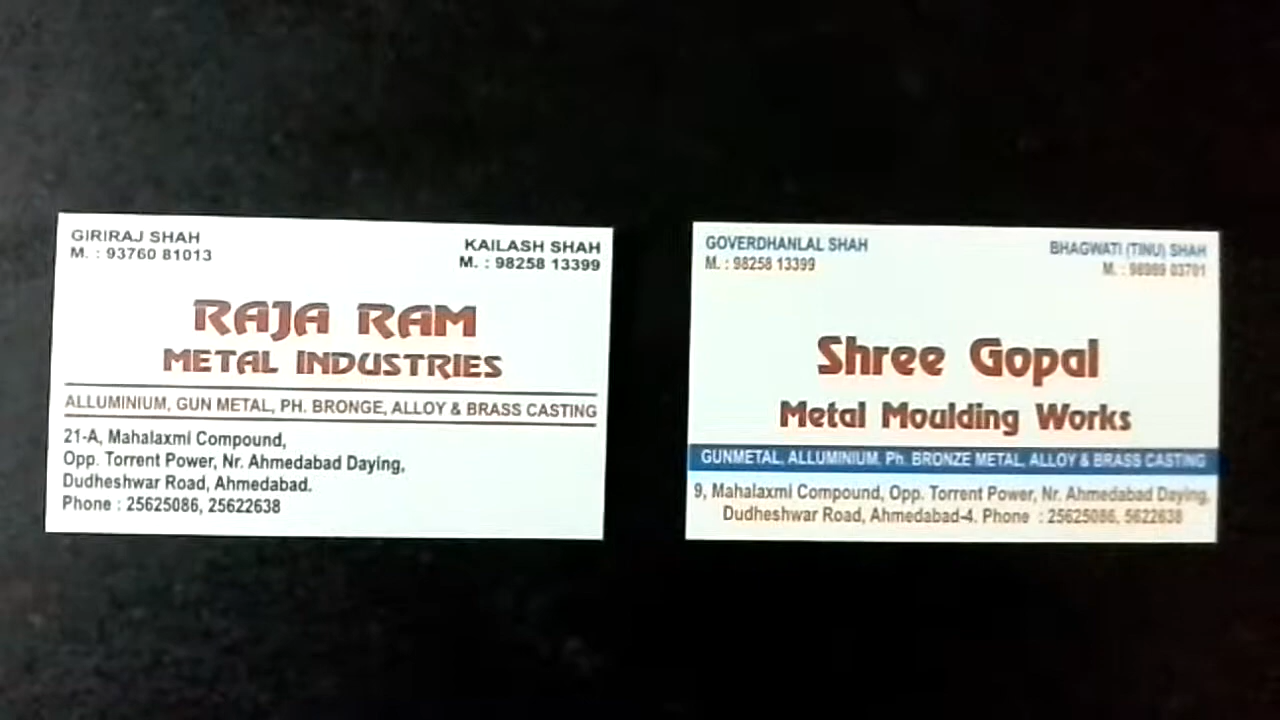 GIRIRAJ SHAH
M. : 93760 81013
KAILASH SHAH
M. : 98258 13399
RAJA RAM
METAL INDUSTRIES
ALLUMINIUM, GUN METAL, PH. BRONGE, ALLOY & BRASS CASTING
21-A, Mahalaxmi Compound,
Opp. Torrent Power, Nr. Ahmedabad Daying,
Dudheshwar Road, Ahmedabad.
Phone : 25625086, 25622638
GOVERDHANLAL SHAH
M. : 98258 13399
BHAGWATI (TINU) SHAH
M. :
Shree Gopal
Metal Moulding Works
GUNMETAL, ALLUMINIUM, Ph. BRONZE METAL, ALLOY & BRASS CASTING
9, Mahalaxmi Compound, Opp. Torrent Power, Nr. Ahmedabad Daying,
Dudheshwar Road, Ahmedabad-4. Phone : 25625086, 5622638